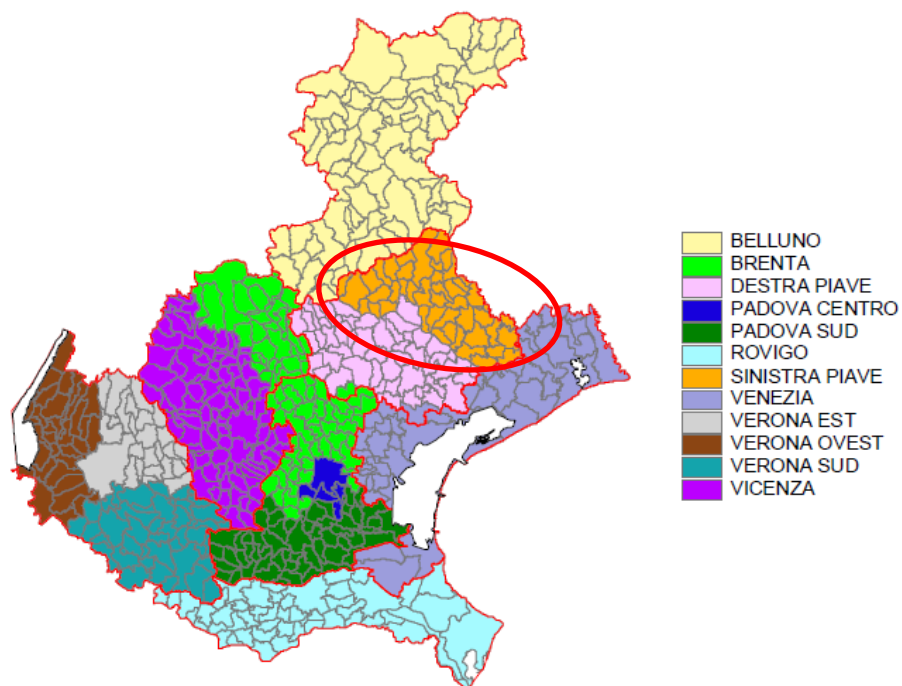 BELLUNO
BRENTA
DESTRA PIAVE
PADOVA CENTRO
PADOVA SUD
ROVIGO
SINISTRA PIAVE
VENEZIA
VERONA EST
VERONA OVEST
VERONA SUD
VICENZA